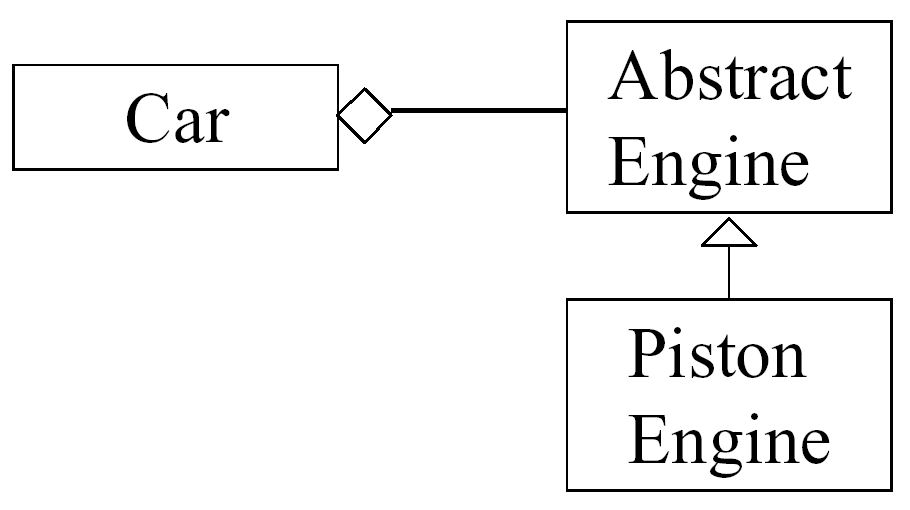 Car
Abstract
Engine
Piston
Engine